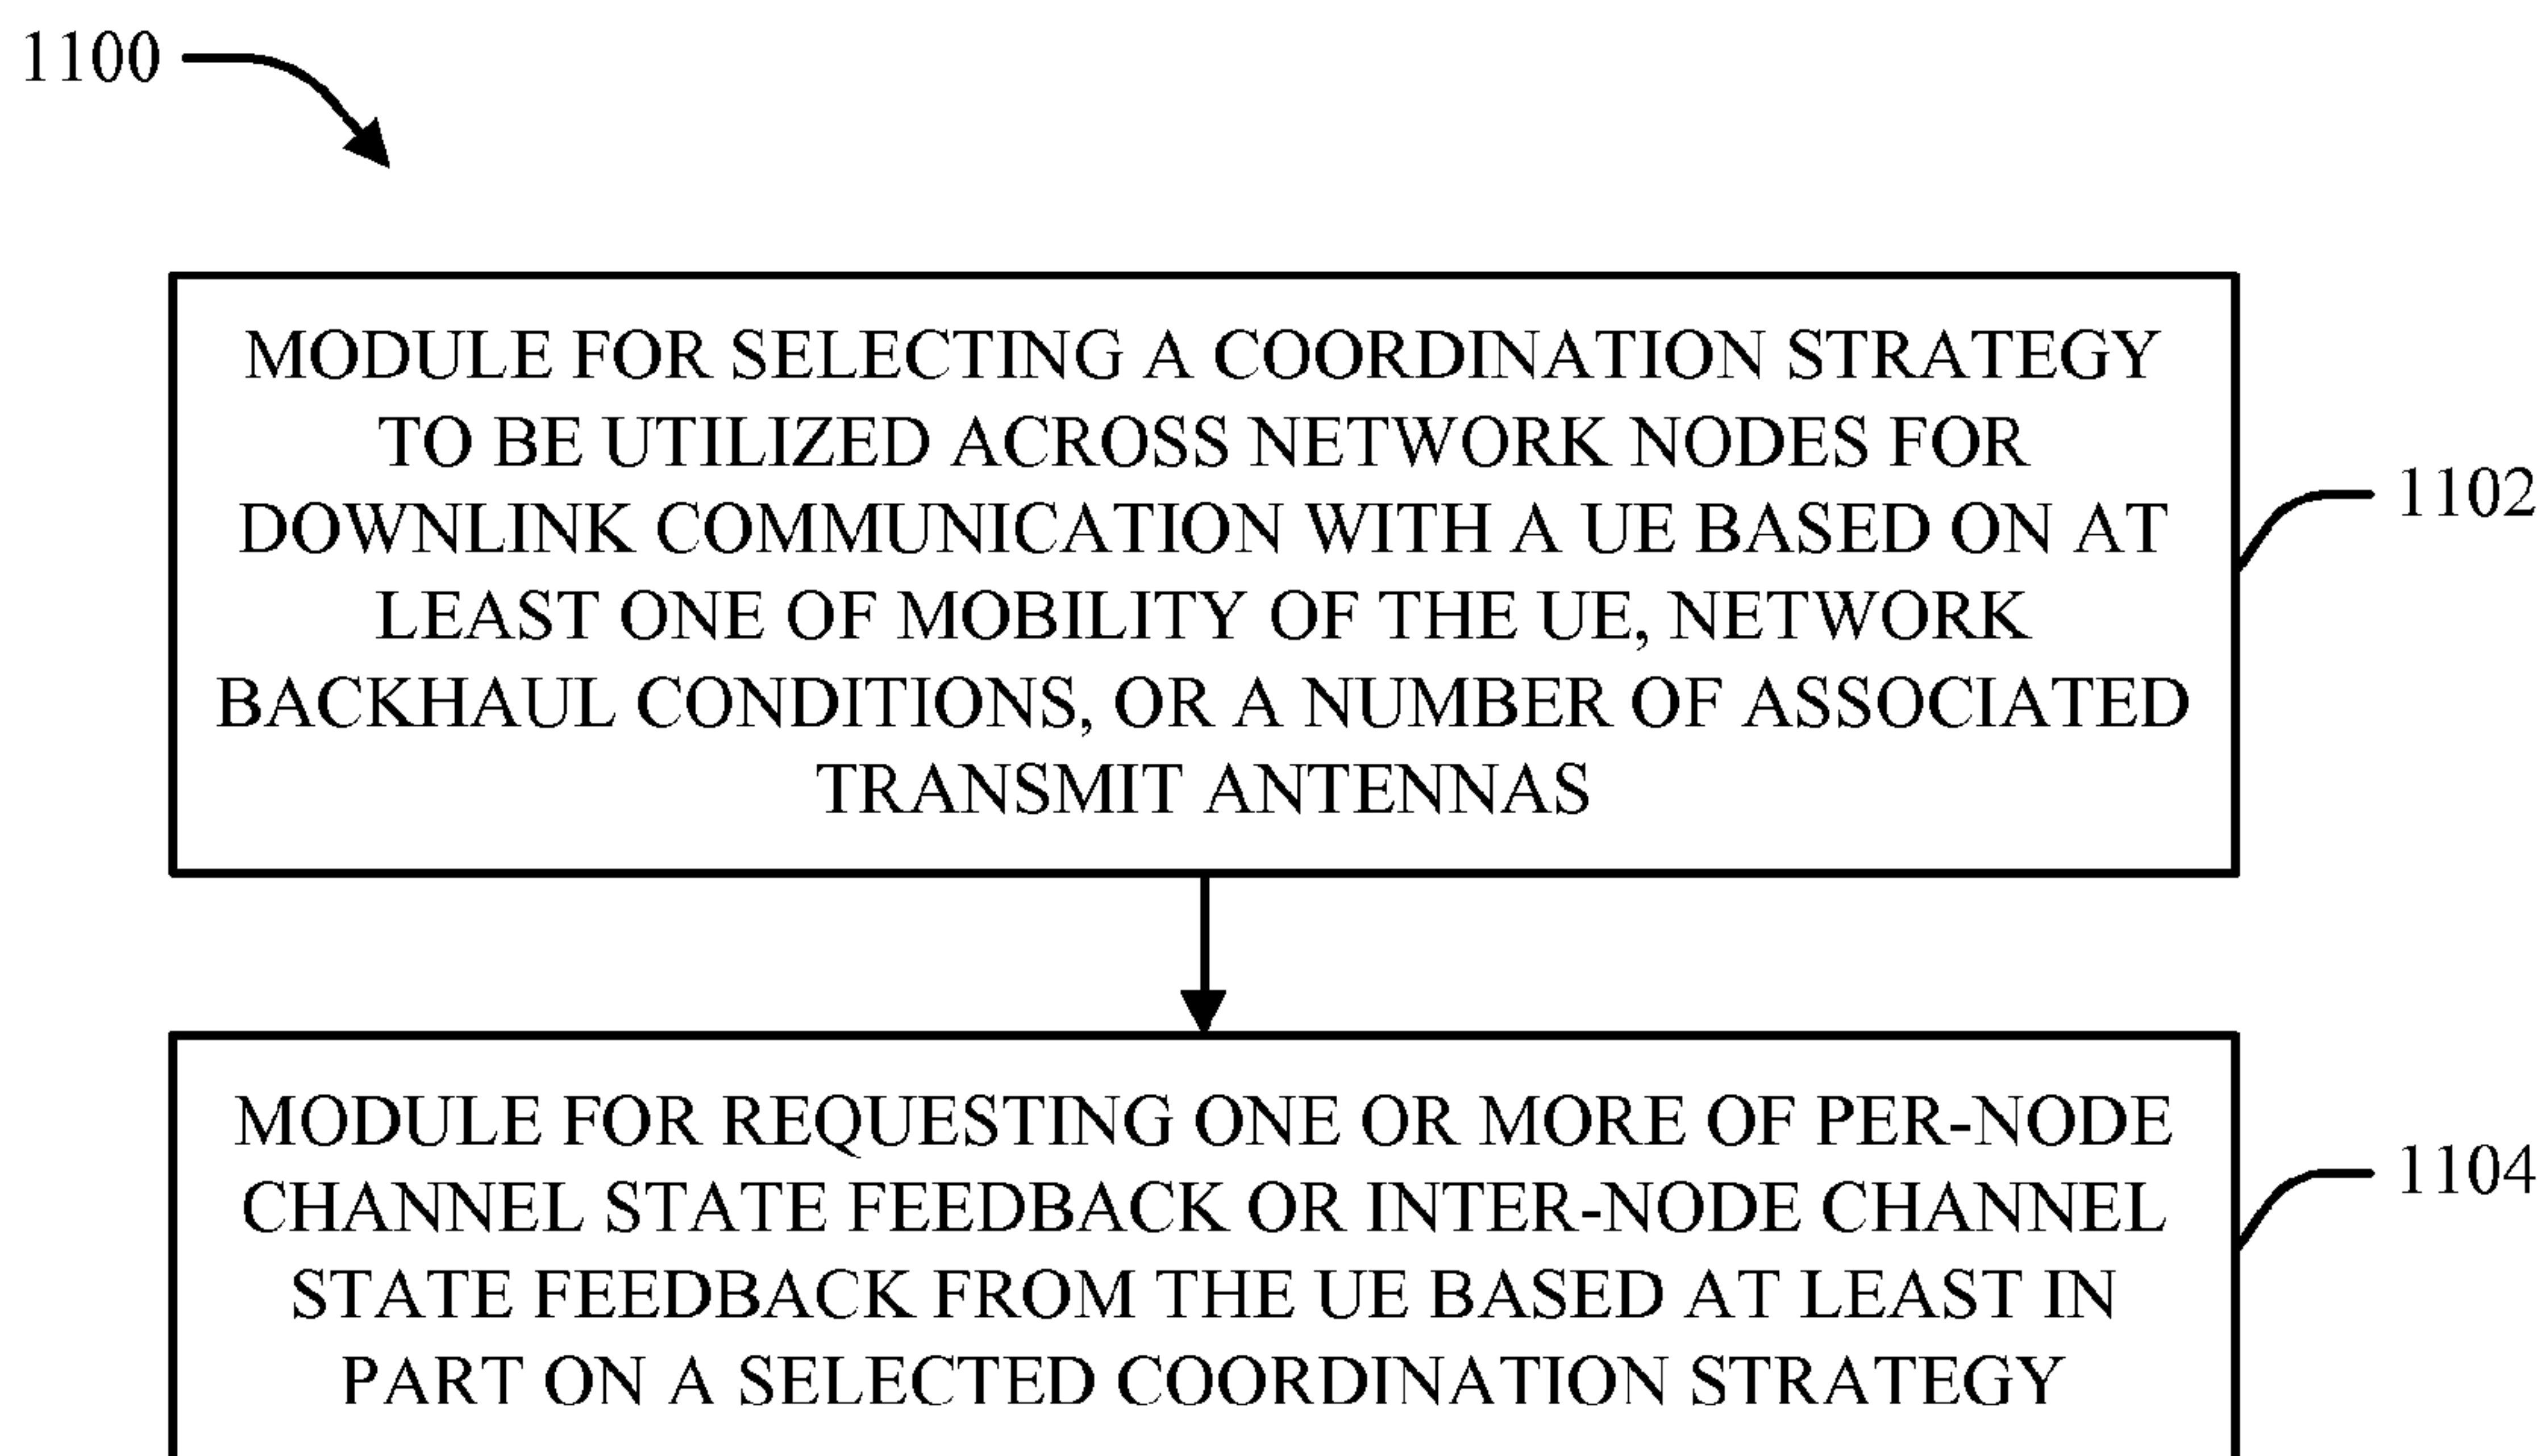 1100
MODULE FOR SELECTING A COORDINATION STRATEGY
TO BE UTILIZED ACROSS NETWORK NODES FOR
DOWNLINK COMMUNICATION WITH A UE BASED ON AT
LEAST ONE OF MOBILITY OF THE UE, NETWORK
BACKHAUL CONDITIONS, OR A NUMBER OF ASSOCIATED
TRANSMIT ANTENNAS
1102
MODULE FOR REQUESTING ONE OR MORE OF PER-NODE
CHANNEL STATE FEEDBACK OR INTER-NODE CHANNEL
STATE FEEDBACK FROM THE UE BASED AT LEAST IN
PART ON A SELECTED COORDINATION STRATEGY
1104